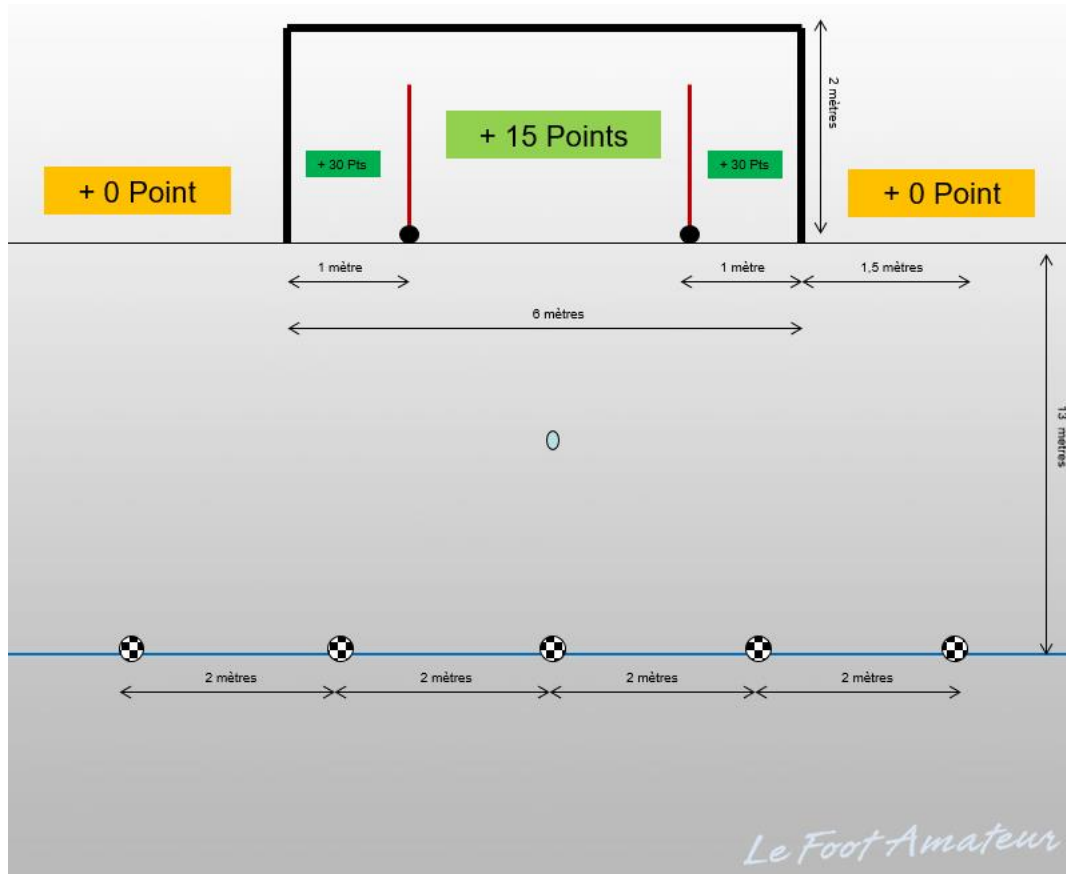 2 mètres
+ 15 Points
+ 30 Pts
+ 30 Pts
+ 0 Point
+ 0 Point
1 mètre
1 mètre
1,5 mètres
6 mètres
13 mètres
2 mètres
2 mètres
2 mètres
2 mètres
Le Foot Amateur